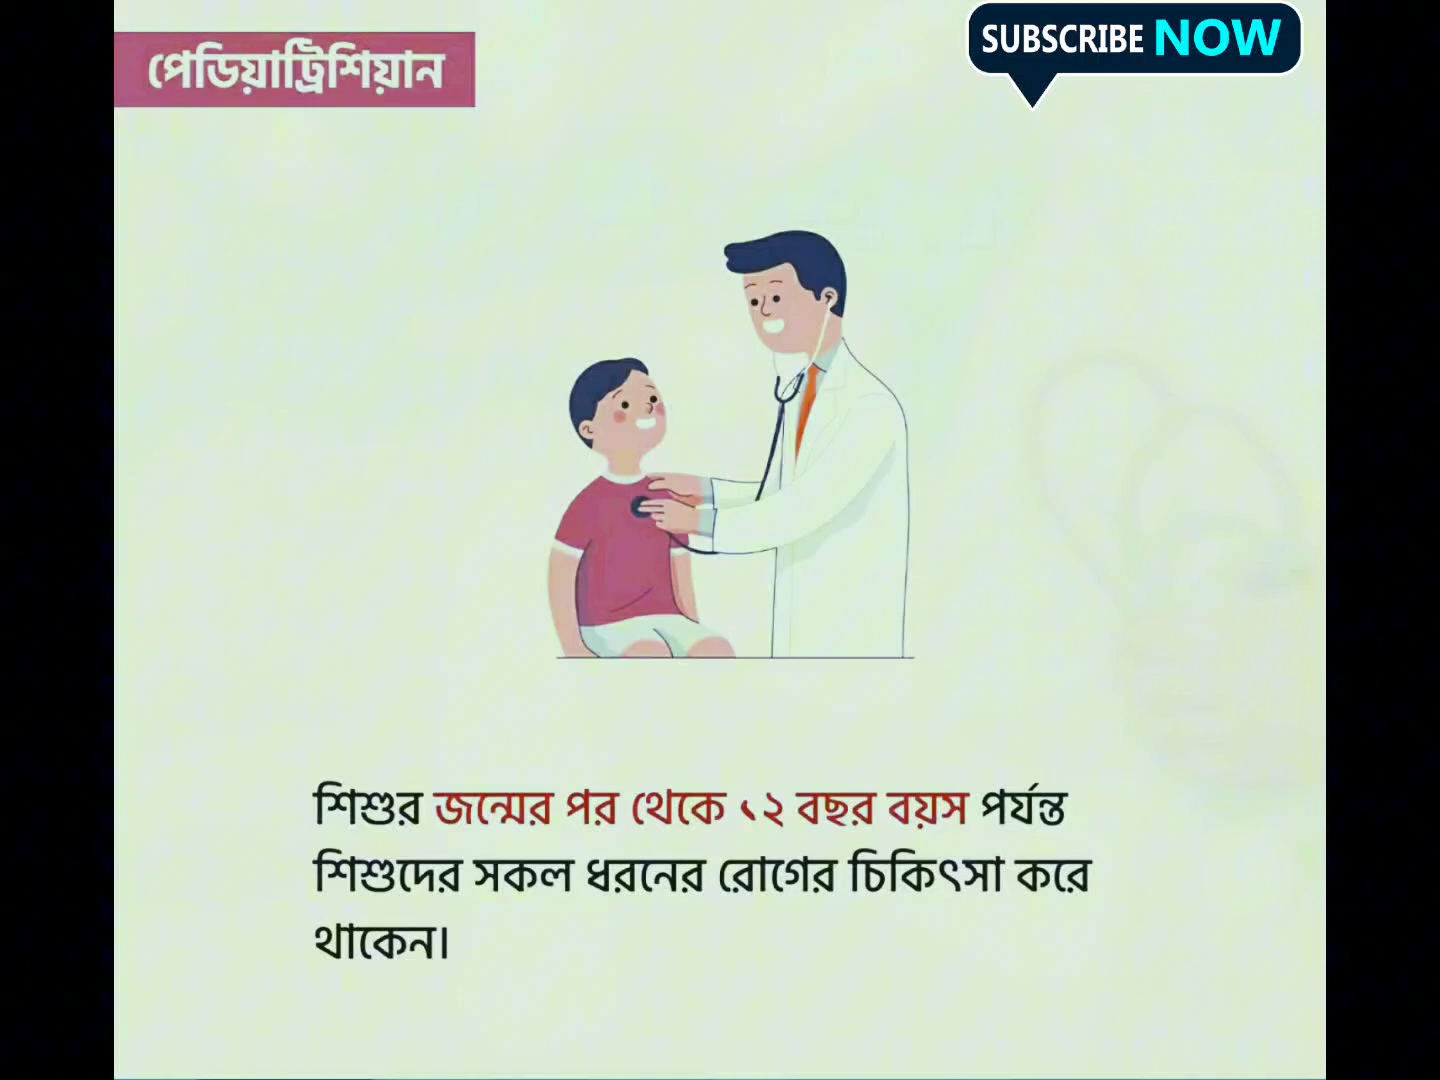 পেডিয়াট্রিশিয়ান
SUBSCRIBE NOW
শিশুর জন্মের পর থেকে ১২ বছর বয়স পর্যন্ত
শিশুদের সকল ধরনের রোগের চিকিৎসা করে
থাকেন।